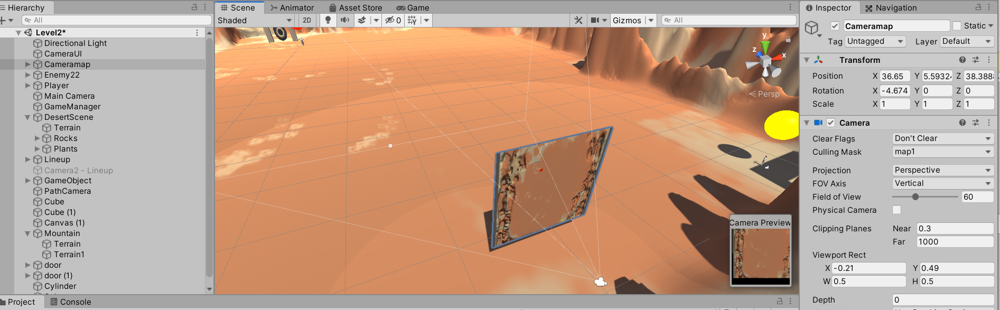 Hierarchy
All
Level2*
Directional Light
CameraUI
Cameramap
Enemy22
Player
Main Camera
GameManager
DesertScene
Terrain
Rocks
Plants
Lineup
Camera2 - Lineup
GameObject
PathCamera
Cube
Cube (1)
Canvas (1)
Mountain
Terrain
Terrain1
door
door (1)
Cylinder
Scene
Animator
Asset Store
Game
Shaded
2D
0
Gizmos
All
y
z
x
Persp
Camera Preview
Project
Console
Inspector
Navigation
Cameramap
Static
Tag Untagged
Layer Default
Transform
Position X 36.65 Y 5.5932 Z 38.388
Rotation X -4.674 Y 0 Z 0
Scale X 1 Y 1 Z 1
Camera
Clear Flags Don't Clear
Culling Mask map1
Projection Perspective
FOV Axis Vertical
Field of View 60
Physical Camera
Clipping Planes Near 0.3
Far 1000
Viewport Rect
X -0.21 Y 0.49
W 0.5 H 0.5
Depth 0